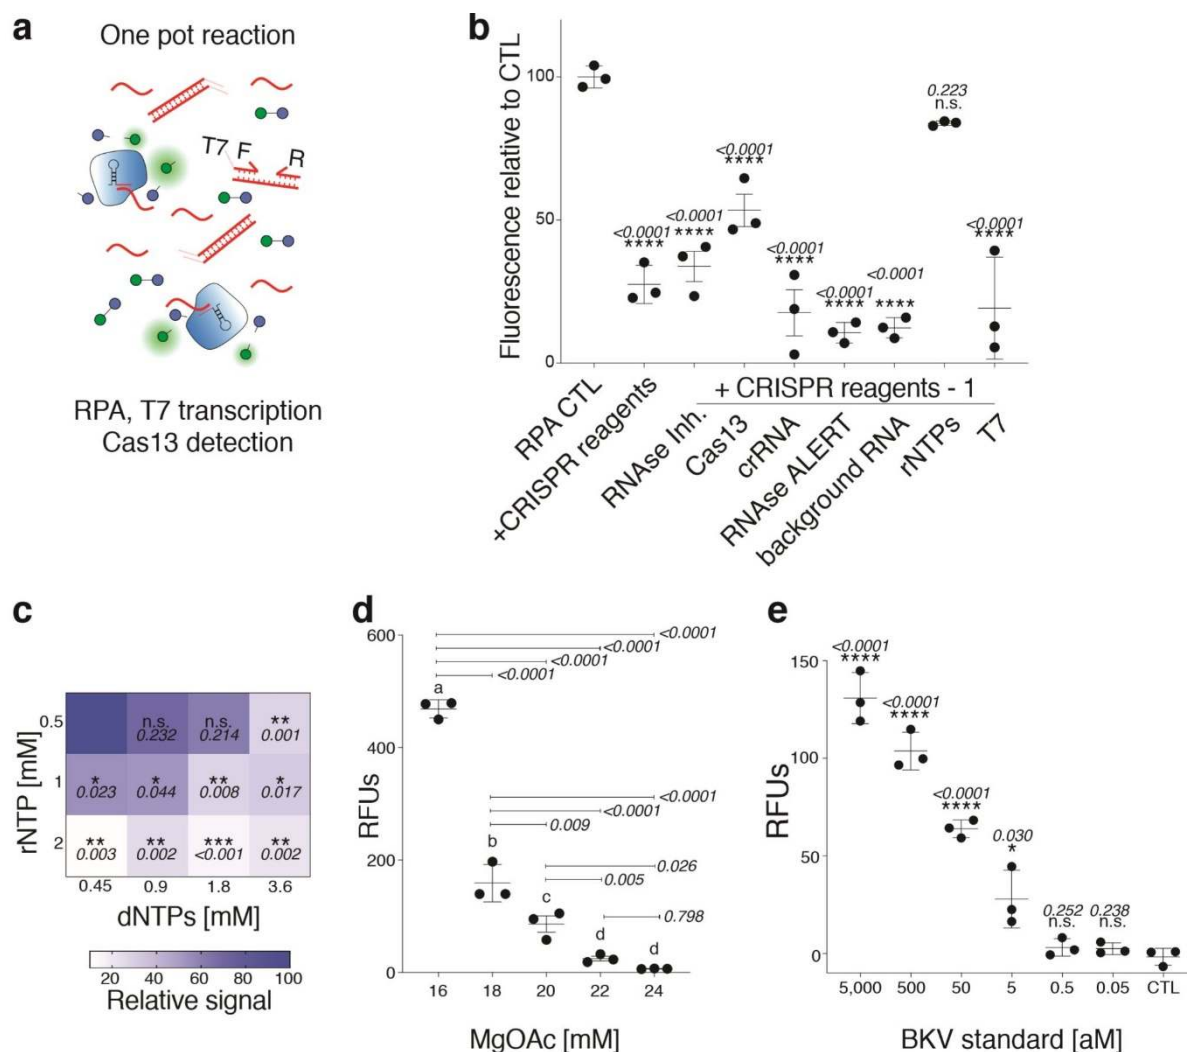 a
One pot reaction
T7 F R
RPA, T7 transcription
Cas13 detection
b
Fluorescence relative to CTL
100
50
0
<0.0001
****
<0.0001
****
<0.0001
****
<0.0001
****
<0.0001
****
<0.0001
****
0.223
n.s.
<0.0001
****
+ CRISPR reagents - 1
RPA CTL
+CRISPR reagents
RNAse Inh.
Cas13
crRNA
RNAse ALERT
background RNA
rNTPs
T7
c
rNTP [mM]
0.5
n.s.
0.232
n.s.
0.214
**
0.001
1
*
0.023
*
0.044
**
0.008
*
0.017
2
**
0.003
**
0.002
***
<0.001
**
0.002
0.45 0.9 1.8 3.6
dNTPs [mM]
20 40 60 80 100
Relative signal
d
RFUs
600
400
200
0
<0.0001
<0.0001
<0.0001
<0.0001
a
<0.0001
<0.0001
0.009
b
0.026
0.005
c
0.798
d
d
16 18 20 22 24
MgOAc [mM]
e
RFUs
150
100
50
0
<0.0001
****
<0.0001
****
<0.0001
****
0.030
*
0.252
n.s.
0.238
n.s.
5,000 500 50 5 0.5 0.05 CTL
BKV standard [aM]